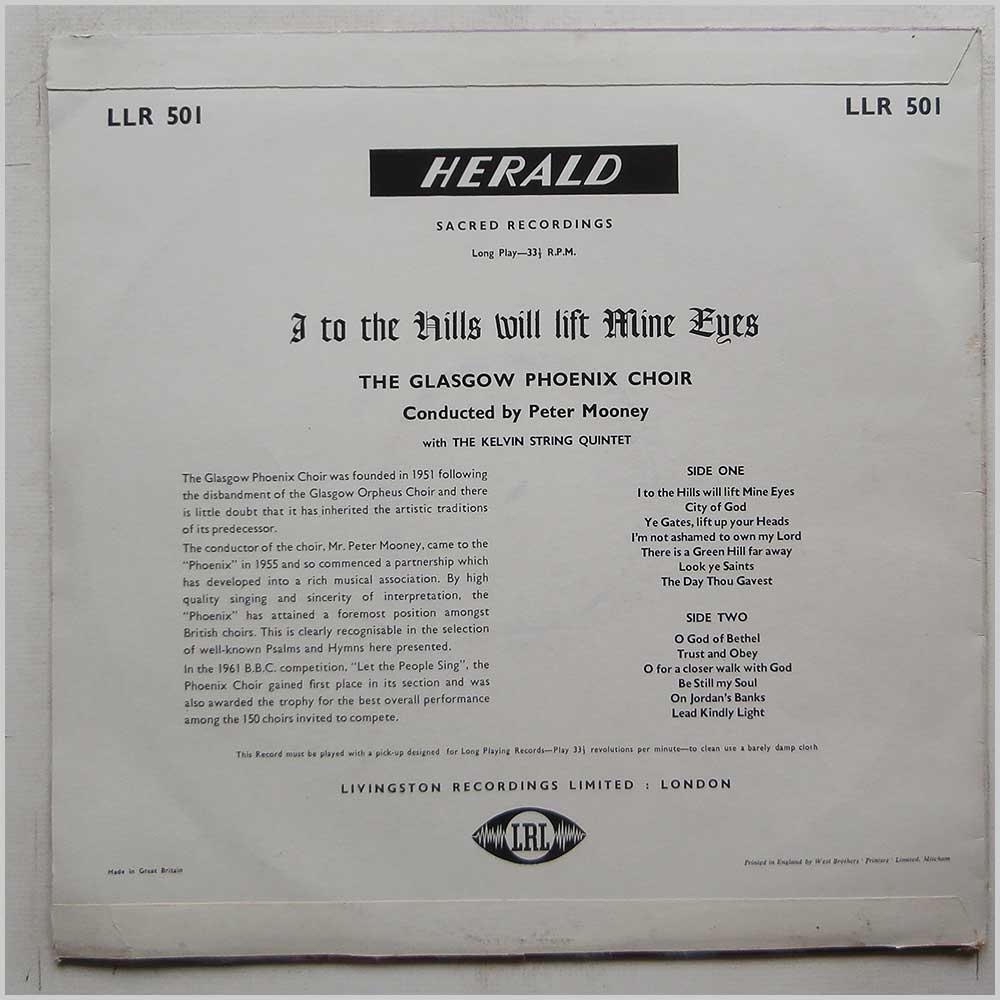 LLR 501
LLR 501
HERALD
SACRED RECORDINGS
Long Play—33⅓ R.P.M.
I to the Hills will lift Mine Eyes
THE GLASGOW PHOENIX CHOIR
Conducted by Peter Mooney
with THE KELVIN STRING QUINTET
The Glasgow Phoenix Choir was founded in 1951 following
the disbandment of the Glasgow Orpheus Choir and there
is little doubt that it has inherited the artistic traditions
of its predecessor.
The conductor of the choir, Mr. Peter Mooney, came to the
"Phoenix" in 1955 and so commenced a partnership which
has developed into a rich musical association. By high
quality singing and sincerity of interpretation, the
"Phoenix" has attained a foremost position amongst
British choirs. This is clearly recognisable in the selection
of well-known Psalms and Hymns here presented.
In the 1961 B.B.C. competition, "Let the People Sing", the
Phoenix Choir gained first place in its section and was
also awarded the trophy for the best overall performance
among the 150 choirs invited to compete.
SIDE ONE
I to the Hills will lift Mine Eyes
City of God
Ye Gates, lift up your Heads
I'm not ashamed to own my Lord
There is a Green Hill far away
Look ye Saints
The Day Thou Gavest
SIDE TWO
O God of Bethel
Trust and Obey
O for a closer walk with God
Be Still my Soul
On Jordan's Banks
Lead Kindly Light
This Record must be played with a pick-up designed for Long Playing Records—Play 33⅓ revolutions per minute—to clean use a barely damp cloth
LIVINGSTON RECORDINGS LIMITED : LONDON
LRL
Made in Great Britain
Printed in England by West Brothers 'Printers' Limited, Mitcham